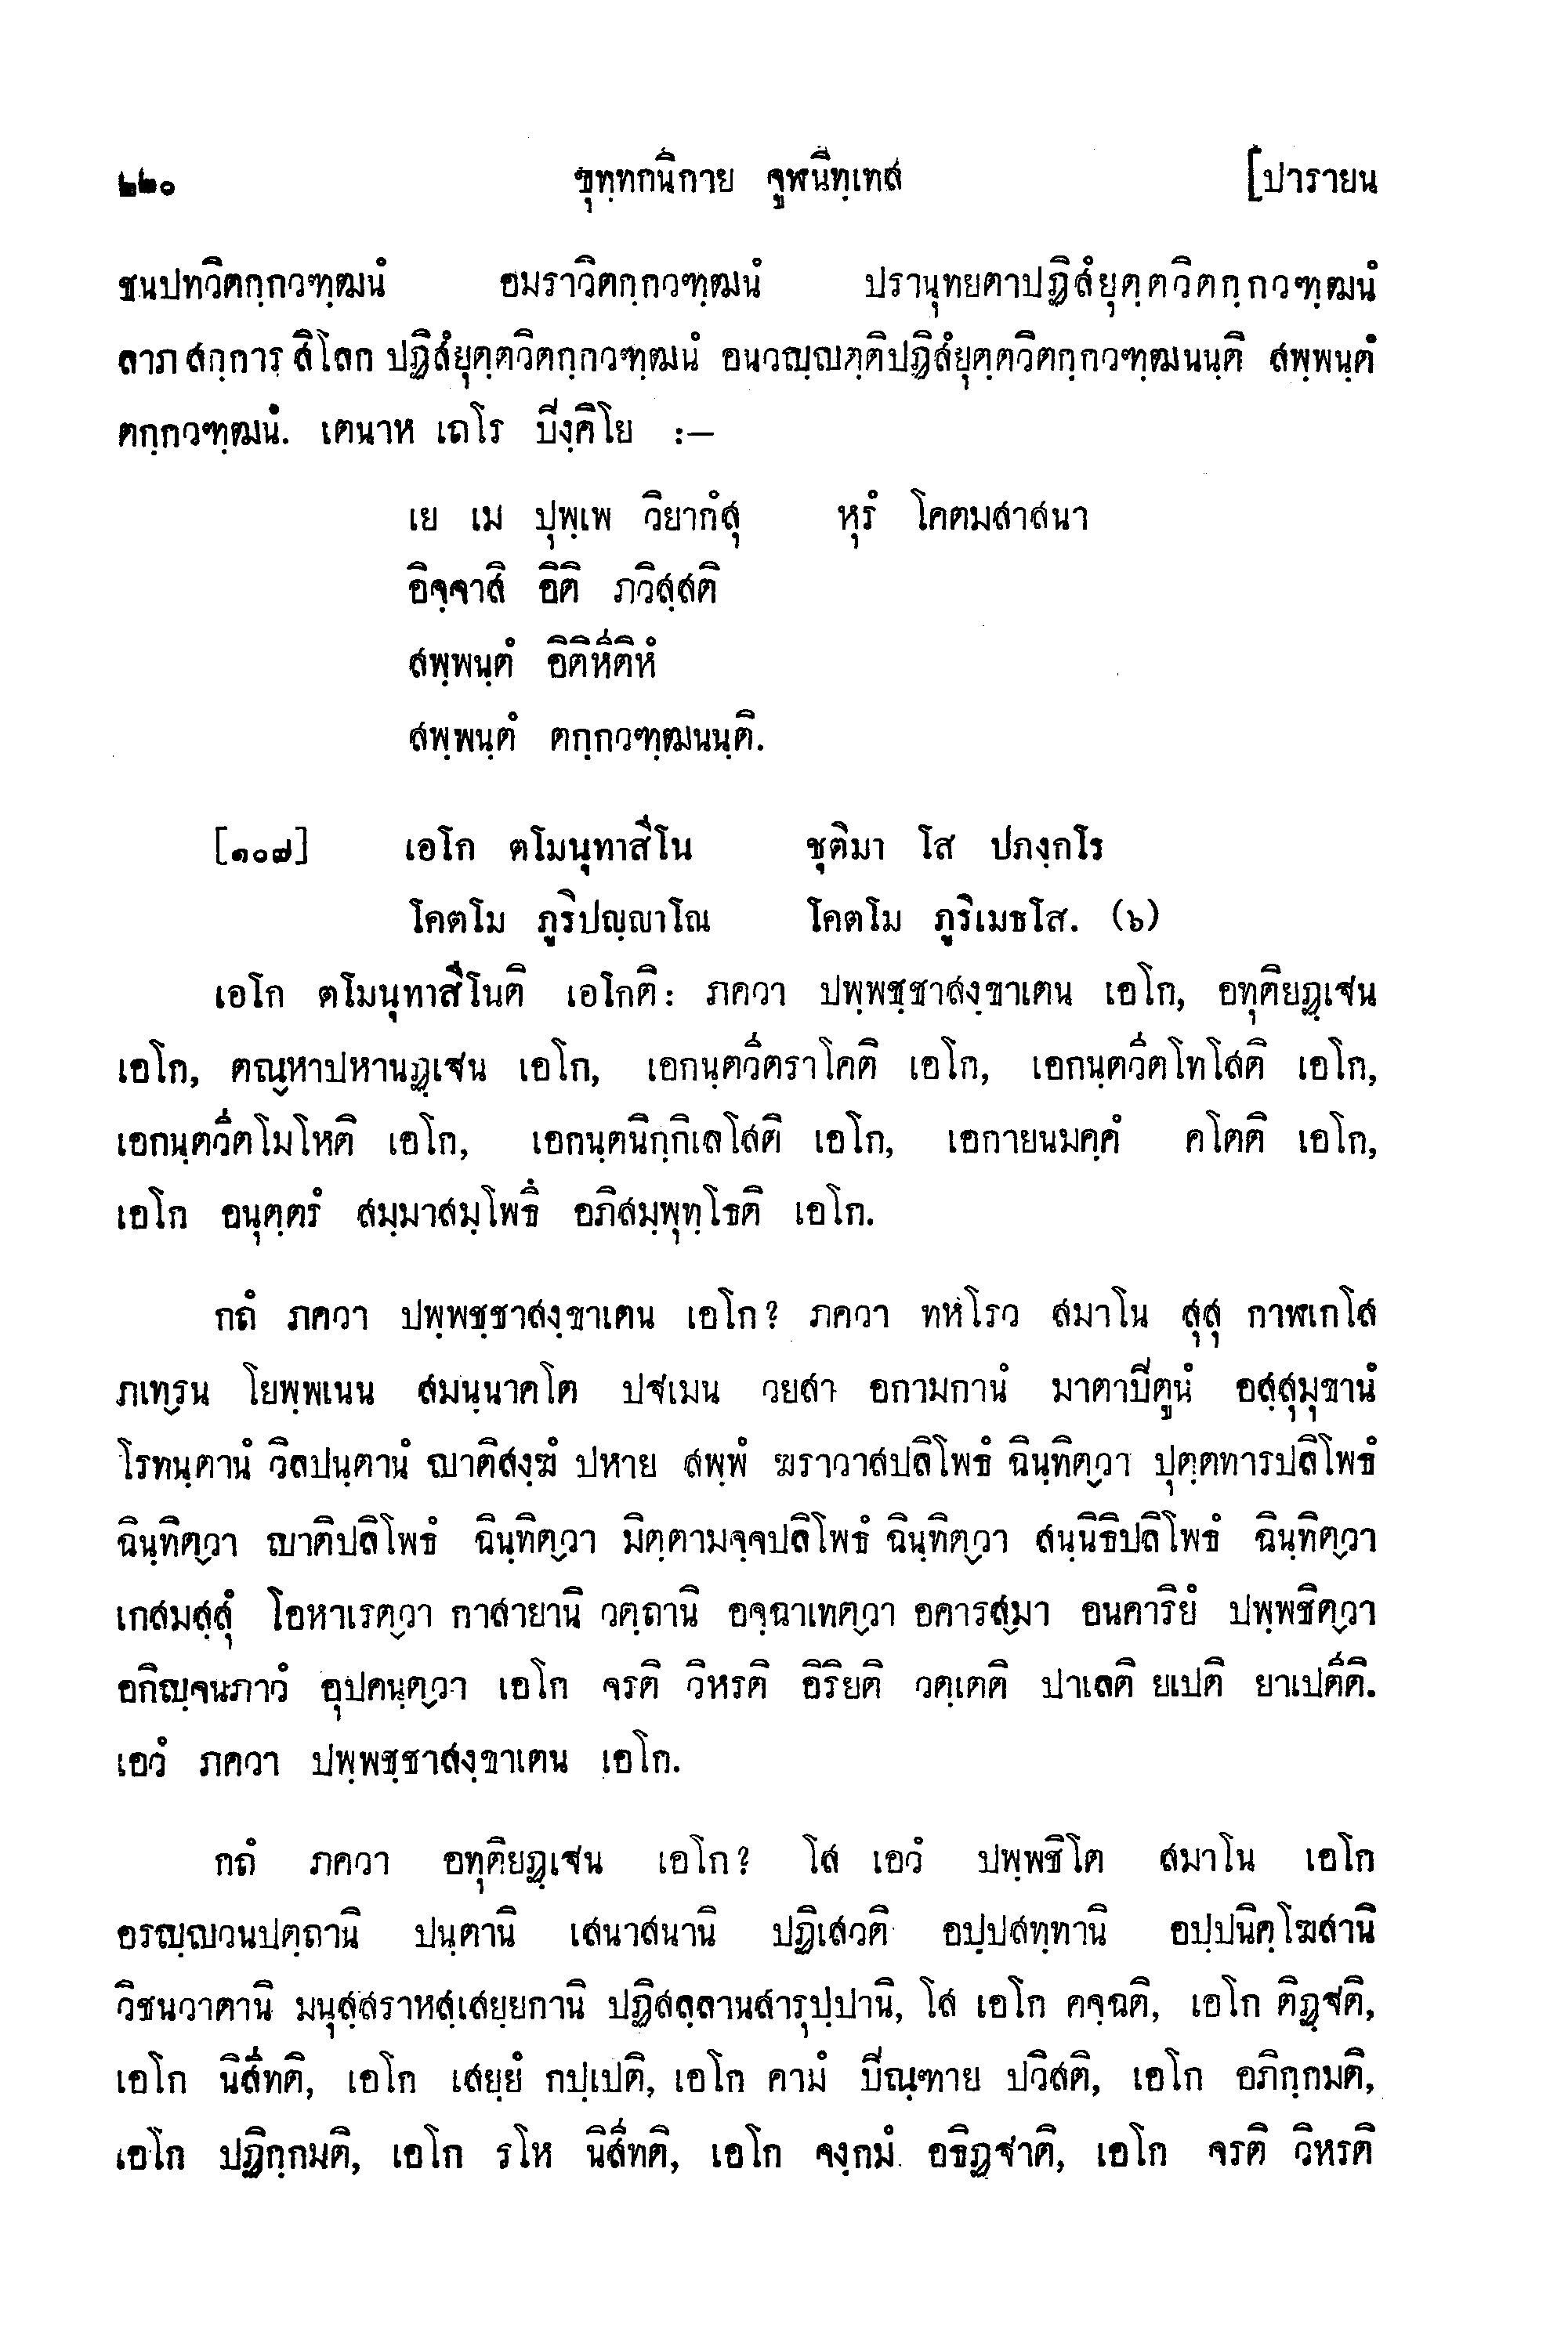 ๒๒๐ ขุทฺทกนิกาย จูฬนิทฺเทส [ปารายน
ชนปทวิตกฺกวฑฺฒนํ อมราวิตกฺกวฑฺฒนํ ปรานุทยตาปฏิสํยุตฺตวิตกฺกวฑฺฒนํ
ลาภ สกฺการ สิโลก ปฏิสํยุตฺตวิตกฺกวฑฺฒนํ อนวญฺญตฺติปฏิสํยุตฺตวิตกฺกวฑฺฒนนฺติ สพฺพนฺตํ
ตกฺกวฑฺฒนํ. เตนาห เถโร ปิงฺคิโย :—
เย เม ปุพฺเพ วิยากํสุ หุรํ โคตมสาสนา
อิจฺจาสิ อิติ ภวิสฺสติ
สพฺพนฺตํ อิติหีติหํ
สพฺพนฺตํ ตกฺกวฑฺฒนนฺติ.
[๑๐๗] เอโก ตโมนุทาสีโน ชุติมา โส ปภงฺกโร
โคตโม ภูริปญฺญาโณ โคตโม ภูริเมธโส. (๖)
เอโก ตโมนุทาสีโนติ เอโกติ: ภควา ปพฺพชฺชาสงฺขาเตน เอโก, อทุติยฏฺเฐน
เอโก, ตณฺหาปหานฏฺเฐน เอโก, เอกนฺตวีตราโคติ เอโก, เอกนฺตวีตโทโสติ เอโก,
เอกนฺตวีตโมโหติ เอโก, เอกนฺตนิกฺกิเลโสติ เอโก, เอกายนมคฺคํ คโตติ เอโก,
เอโก อนุตฺตรํ สมฺมาสมฺโพธึ อภิสมฺพุทฺโธติ เอโก.
กถํ ภควา ปพฺพชฺชาสงฺขาเตน เอโก? ภควา ทหโรว สมาโน สุสุ กาฬเกโส
ภเทฺรน โยพฺพเนน สมนฺนาคโต ปฐเมน วยสา อกามกานํ มาตาปิตูนํ อสฺสุมุขานํ
โรทนฺตานํ วิลปนฺตานํ ญาติสงฺฆํ ปหาย สพฺพํ ฆราวาสปลิโพธํ ฉินฺทิตฺวา ปุตฺตทารปลิโพธํ
ฉินฺทิตฺวา ญาติปลิโพธํ ฉินฺทิตฺวา มิตฺตามจฺจปลิโพธํ ฉินฺทิตฺวา สนฺนิธิปลิโพธํ ฉินฺทิตฺวา
เกสมสฺสุํ โอหาเรตฺวา กาสายานิ วตฺถานิ อจฺฉาเทตฺวา อคารสฺมา อนคาริยํ ปพฺพชิตฺวา
อกิญฺจนภาวํ อุปคนฺตฺวา เอโก จรติ วิหรติ อิริยติ วตฺเตติ ปาเลติ ยเปติ ยาเปตีติ.
เอวํ ภควา ปพฺพชฺชาสงฺขาเตน เอโก.
กถํ ภควา อทุติยฏฺเฐน เอโก? โส เอวํ ปพฺพชิโต สมาโน เอโก
อรญฺญวนปตฺถานิ ปนฺตานิ เสนาสนานิ ปฏิเสวติ อปฺปสทฺทานิ อปฺปนิคฺโฆสานิ
วิชนวาตานิ มนุสฺสราหสฺเสยฺยกานิ ปฏิสลฺลานสารุปฺปานิ, โส เอโก คจฺฉติ, เอโก ติฏฺฐติ,
เอโก นิสีทติ, เอโก เสยฺยํ กปฺเปติ, เอโก คามํ ปิณฺฑาย ปวิสติ, เอโก อภิกฺกมติ,
เอโก ปฏิกฺกมติ, เอโก รโห นิสีทติ, เอโก จงฺกมํ อธิฏฺฐาติ, เอโก จรติ วิหรติ